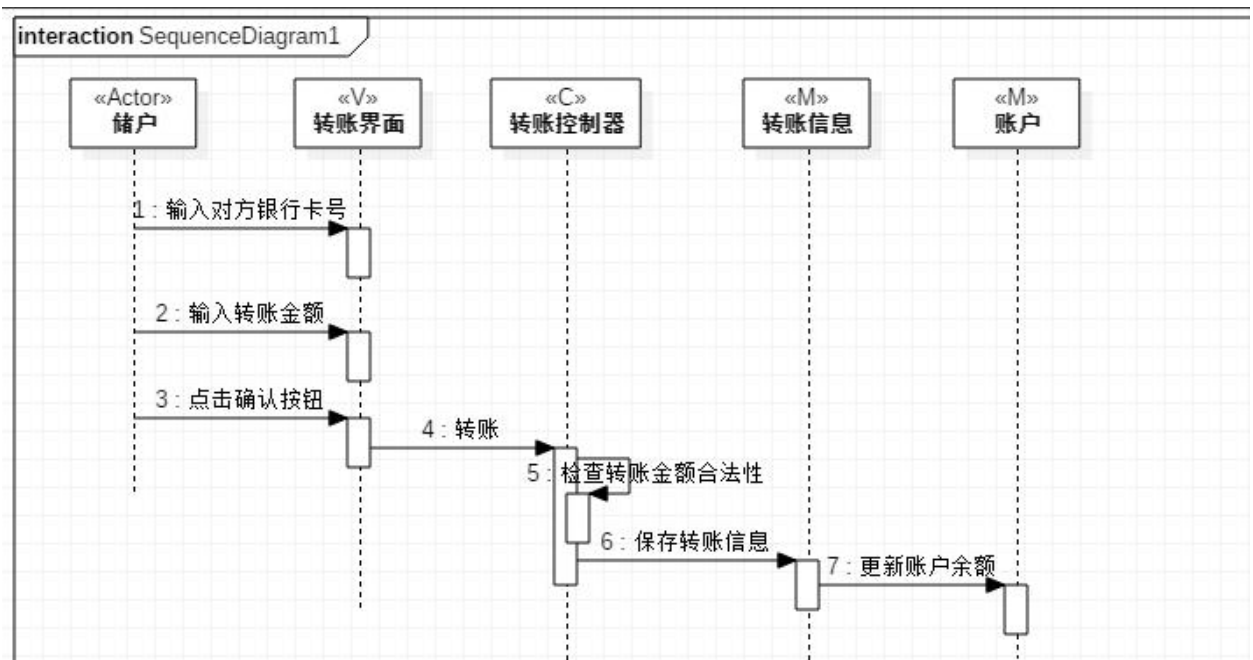 interaction SequenceDiagram1
«Actor»
储户
«V»
转账界面
«C»
转账控制器
«M»
转账信息
«M»
账户
1 : 输入对方银行卡号
2 : 输入转账金额
3 : 点击确认按钮
4 : 转账
5 : 检查转账金额合法性
6 : 保存转账信息
7 : 更新账户余额